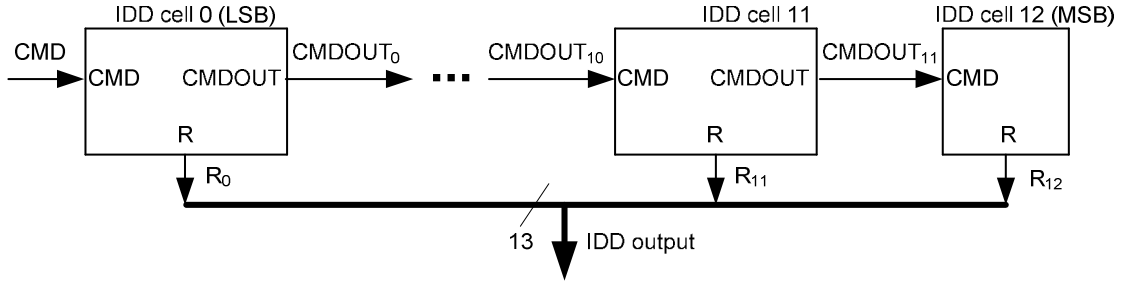 IDD cell 0 (LSB)
IDD cell 11
IDD cell 12 (MSB)
CMD
CMD
CMDOUT
CMDOUT₀
CMDOUT₁₀
CMD
CMDOUT
CMDOUT₁₁
CMD
R
R
R
R₀
R₁₁
R₁₂
13
IDD output